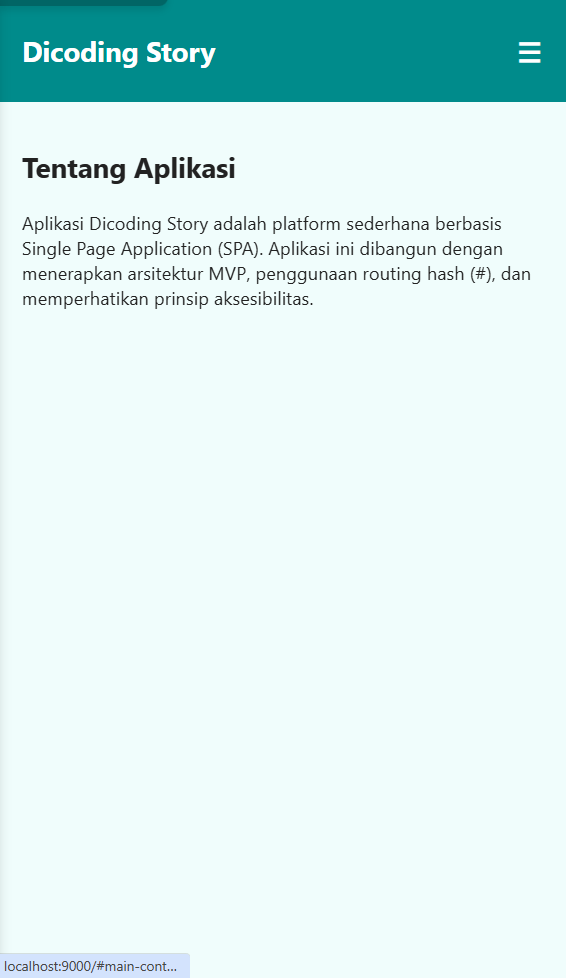 Dicoding Story
☰
Tentang Aplikasi
Aplikasi Dicoding Story adalah platform sederhana berbasis
Single Page Application (SPA). Aplikasi ini dibangun dengan
menerapkan arsitektur MVP, penggunaan routing hash (#), dan
memperhatikan prinsip aksesibilitas.
localhost:9000/#main-cont...